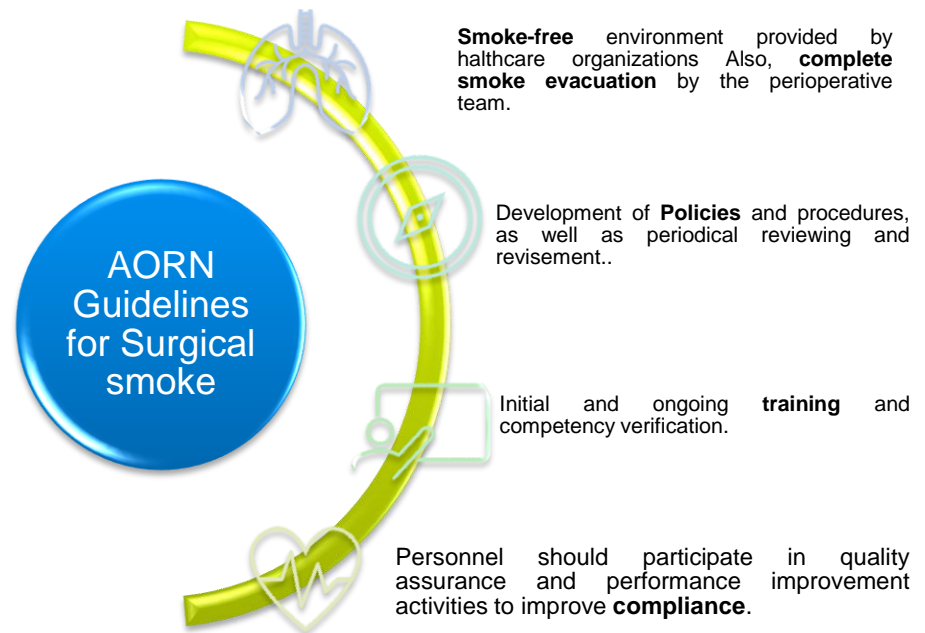 AORN
Guidelines
for Surgical
smoke
Smoke-free environment provided by
halthcare organizations Also, complete
smoke evacuation by the perioperative
team.
Development of Policies and procedures,
as well as periodical reviewing and
revisement..
Initial and ongoing training and
competency verification.
Personnel should participate in quality
assurance and performance improvement
activities to improve compliance.